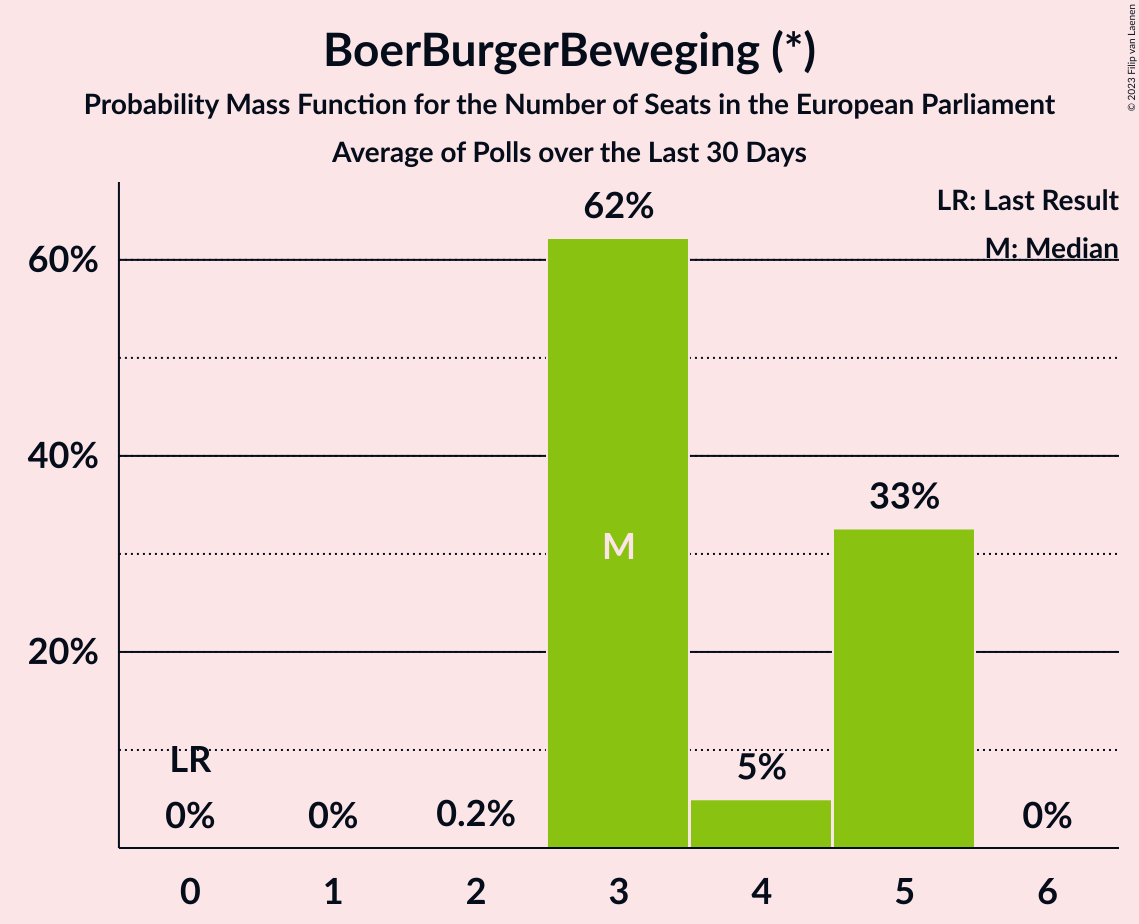 BoerBurgerBeweging (*)
Probability Mass Function for the Number of Seats in the European Parliament
Average of Polls over the Last 30 Days
© 2023 Filip van Laenen
LR: Last Result
M: Median
62%
60%
40%
33%
M
20%
LR
5%
0%
0%
0.2%
0%
0
1
2
3
4
5
6